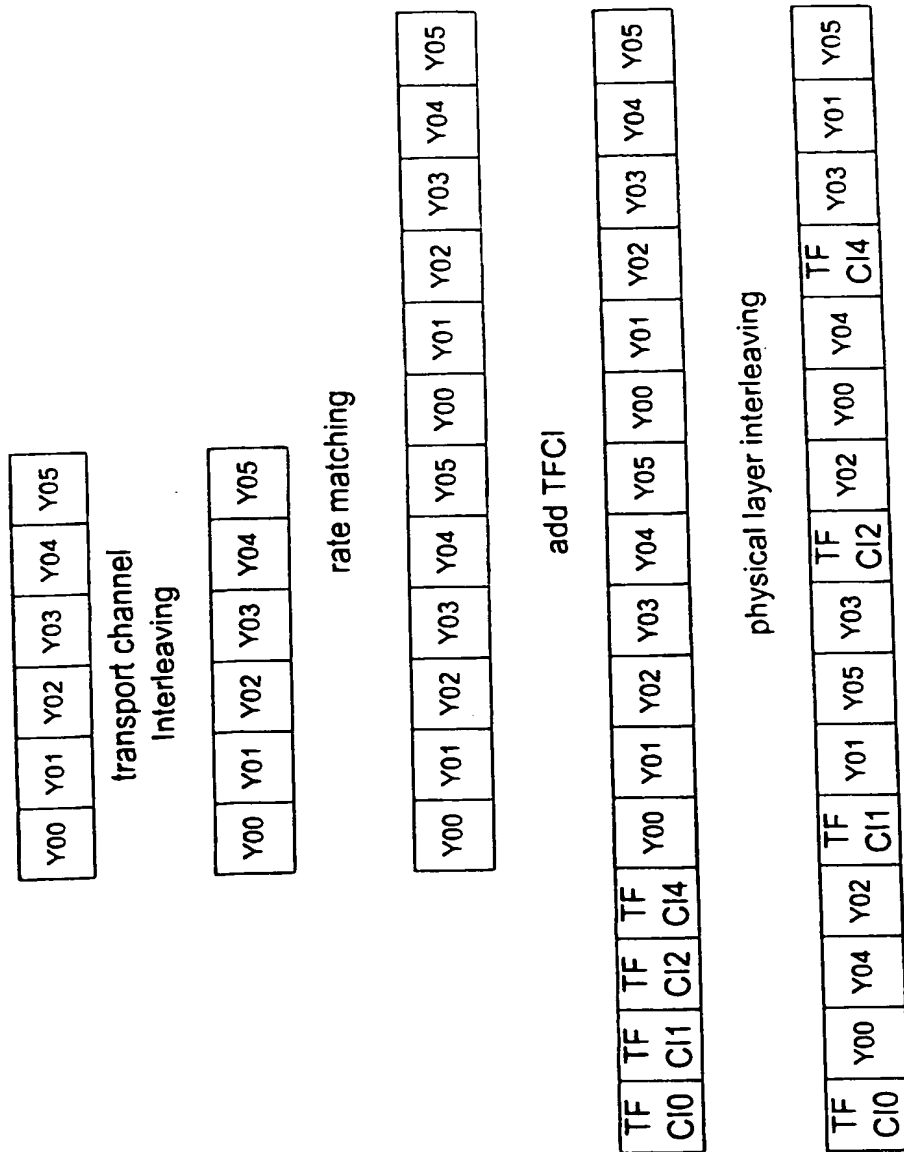 Y00 Y01 Y02 Y03 Y04 Y05
transport channel
Interleaving
Y00 Y01 Y02 Y03 Y04 Y05
rate matching
Y00 Y01 Y02 Y03 Y04 Y05 Y00 Y01 Y02 Y03 Y04 Y05
add TFCI
TF CI0 TF CI1 TF CI2 TF CI4 Y00 Y01 Y02 Y03 Y04 Y05 Y00 Y01 Y02 Y03 Y04 Y05
physical layer interleaving
TF CI0 Y00 Y04 Y02 TF CI1 Y01 Y05 Y03 TF CI2 Y02 Y00 Y04 TF CI4 Y03 Y01 Y05